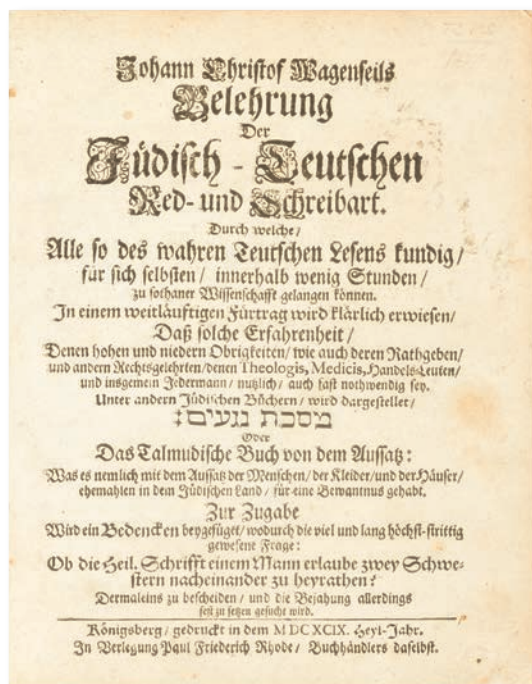 Johann Christof Wagenseils
Belehrung
Der
Jüdisch - Teutschen
Red- und Schreibart.
Durch welche/
Alle so des wahren Teutschen Lesens kundig/
für sich selbsten/ innerhalb wenig Stunden/
zu sothaner Wissenschafft gelangen können.
In einem weitläuftigen Fürtrag wird klärlich erwiesen/
Daß solche Erfahrenheit/
Denen hohen und niedern Obrigkeiten/ wie auch deren Rathgeben/
und andern Rechtsgelehrten/denen Theologis, Medicis, Handels-Leuten/
und insgemein Jedermann/ nutzlich/ auch fast nothwendig sey.
Unter andern Jüdischen Büchern/ wird dargestellet/
מסכת נגעים:
Oder
Das Talmudische Buch von dem Aussatz:
Was es nemlich mit dem Aussatz der Menschen/ der Kleider/und der Häuser/
ehemahlen in dem Jüdischen Land/ für eine Bewantnus gehabt.
Zur Zugabe
Wird ein Bedencken beygefüget/ wodurch die viel und lang höchst-strittig
gewesene Frage:
Ob die Heil. Schrifft einem Mann erlaube zwey Schwe-
stern nacheinander zu heyrathen?
Dermaleins zu bescheiden/ und die Bejahung allerdings
fest zu setzen gesucht wird.
Königsberg/ gedruckt in dem MDCXCIX. Heyl-Jahr.
In Verlegung Paul Friederich Rhode/ Buchhändlers daselbst.